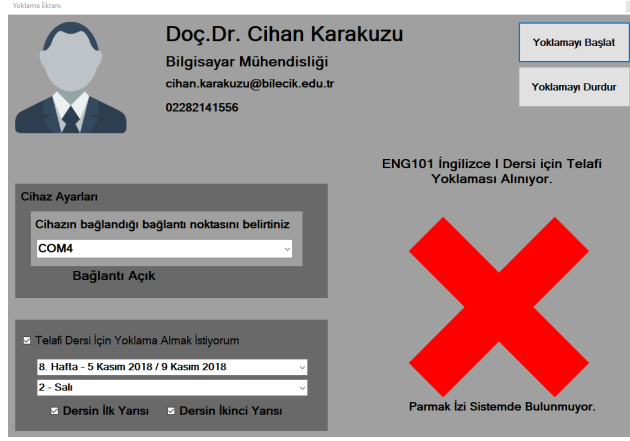 Yoklama Ekranı
Doç.Dr. Cihan Karakuzu
Bilgisayar Mühendisliği
cihan.karakuzu@bilecik.edu.tr
02282141556
Yoklamayı Başlat
Yoklamayı Durdur
ENG101 İngilizce I Dersi için Telafi
Yoklaması Alınıyor.
Cihaz Ayarları
Cihazın bağlandığı bağlantı noktasını belirtiniz
COM4
Bağlantı Açık
Telafi Dersi İçin Yoklama Almak İstiyorum
8. Hafta - 5 Kasım 2018 / 9 Kasım 2018
2 - Salı
Dersin İlk Yarısı
Dersin İkinci Yarısı
Parmak İzi Sistemde Bulunmuyor.